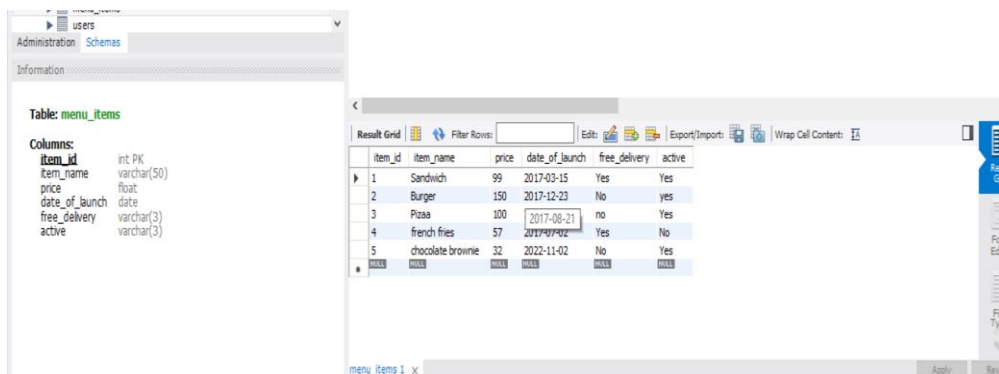 menu_items
users
Administration Schemas
Information
Table: menu_items
Columns:
item_id int PK
item_name varchar(50)
price float
date_of_launch date
free_delivery varchar(3)
active varchar(3)
Result Grid Filter Rows: Edit: Export/Import: Wrap Cell Content:
item_id item_name price date_of_launch free_delivery active
1 Sandwich 99 2017-03-15 Yes Yes
2 Burger 150 2017-12-23 No yes
3 Pizaa 100 2017-08-21 no Yes
4 french fries 57 2017-07-02 Yes No
5 chocolate brownie 32 2022-11-02 No Yes
NULL NULL NULL NULL NULL NULL
menu_items 1
Apply